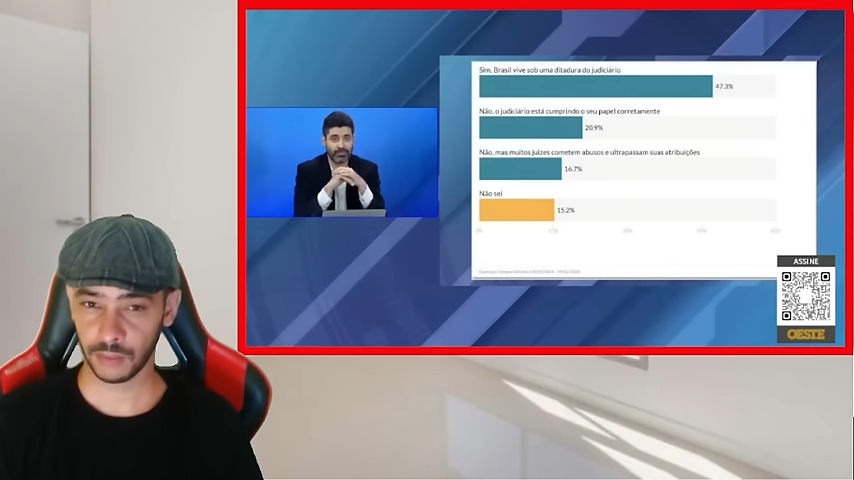 Sim, Brasil vive sob uma ditadura do judiciário
47.3%
Não, o judiciário está cumprindo o seu papel corretamente
20.9%
Não, mas muitos juízes cometem abusos e ultrapassam suas atribuições
16.7%
Não sei
15.2%
ASSINE
OESTE